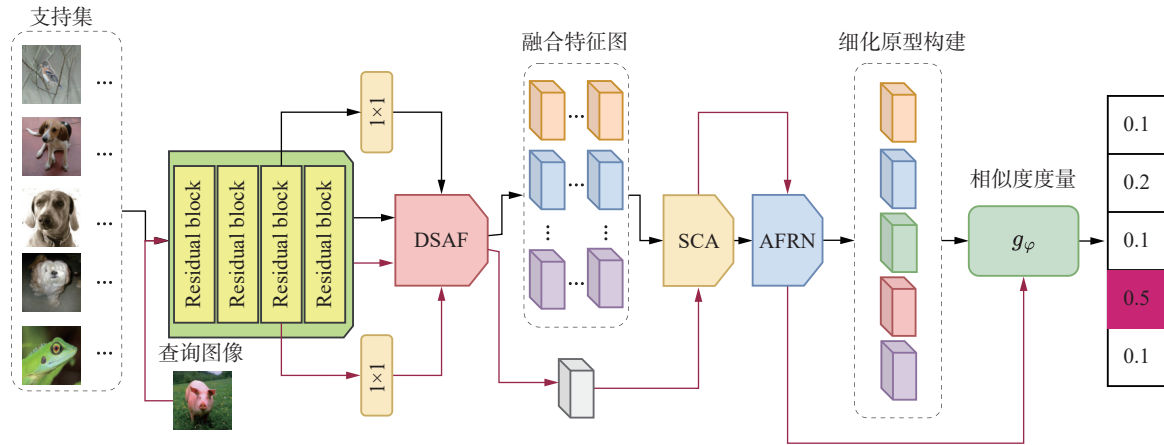 支持集
...
...
...
...
...
查询图像
Residual block
Residual block
Residual block
Residual block
1×1
1×1
DSAF
融合特征图
...
...
...
...
...
SCA
AFRN
细化原型构建
相似度度量
gφ
0.1
0.2
0.1
0.5
0.1